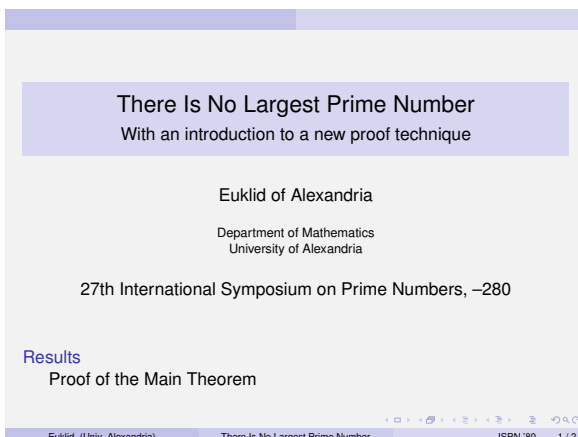 There Is No Largest Prime Number
With an introduction to a new proof technique
Euklid of Alexandria
Department of Mathematics
University of Alexandria
27th International Symposium on Prime Numbers, –280
Results
Proof of the Main Theorem
Euklid (Univ. Alexandria) There Is No Largest Prime Number ISPN ’80 1 / 2